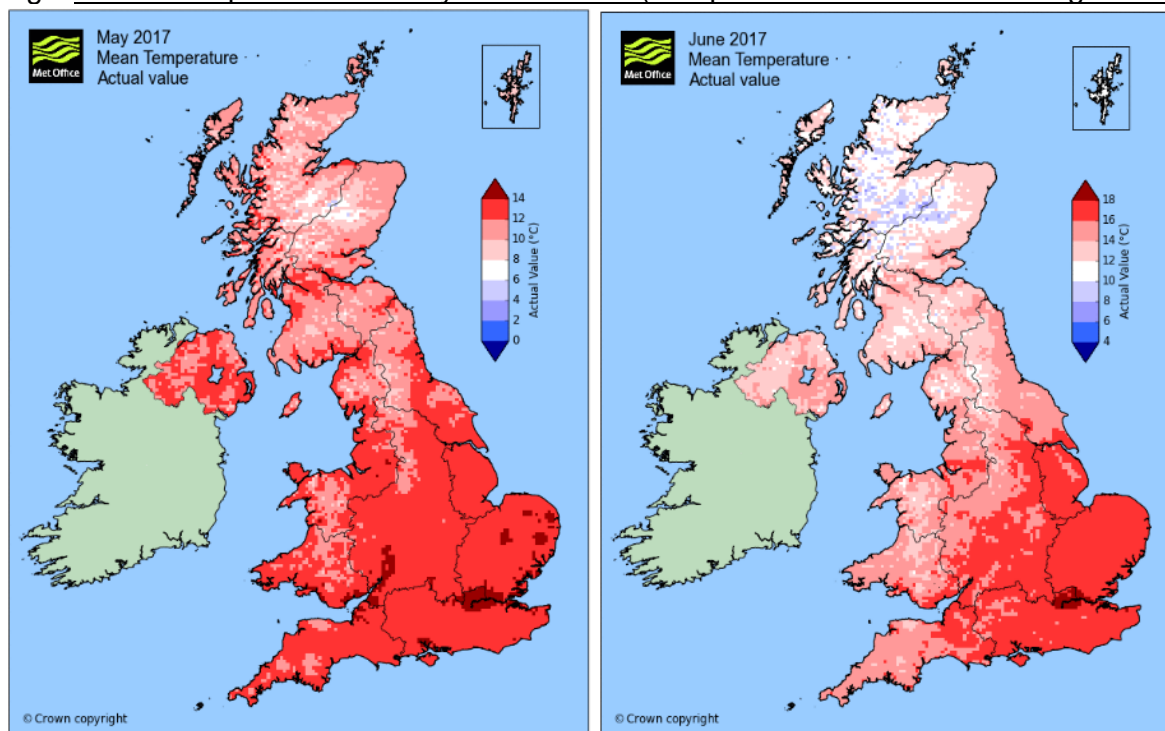 May 2017
Mean Temperature
Actual value
Met Office
14
12
10
8
6
4
2
0
Actual Value (°C)
© Crown copyright
June 2017
Mean Temperature
Actual value
Met Office
18
16
14
12
10
8
6
4
Actual Value (°C)
© Crown copyright